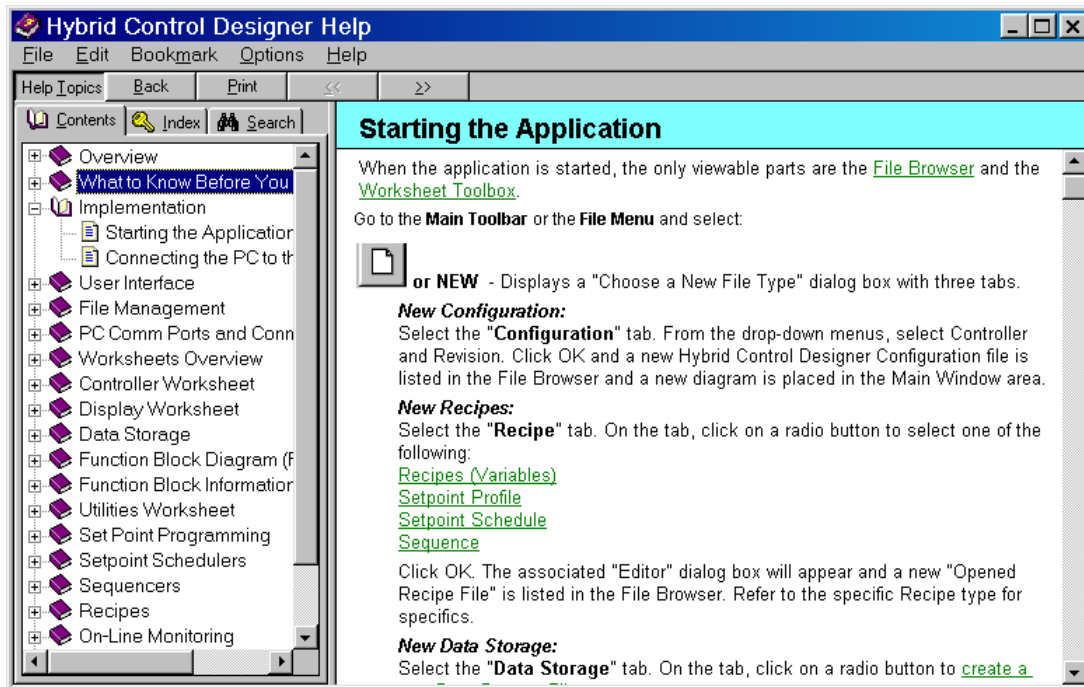 Hybrid Control Designer Help
File Edit Bookmark Options Help
Help Topics Back Print << >>
Contents Index Search
Overview
What to Know Before You
Implementation
Starting the Application
Connecting the PC to th
User Interface
File Management
PC Comm Ports and Conn
Worksheets Overview
Controller Worksheet
Display Worksheet
Data Storage
Function Block Diagram (F
Function Block Information
Utilities Worksheet
Set Point Programming
Setpoint Schedulers
Sequencers
Recipes
On-Line Monitoring
Starting the Application
When the application is started, the only viewable parts are the File Browser and the
Worksheet Toolbox.
Go to the Main Toolbar or the File Menu and select:
or NEW - Displays a "Choose a New File Type" dialog box with three tabs.
New Configuration:
Select the "Configuration" tab. From the drop-down menus, select Controller
and Revision. Click OK and a new Hybrid Control Designer Configuration file is
listed in the File Browser and a new diagram is placed in the Main Window area.
New Recipes:
Select the "Recipe" tab. On the tab, click on a radio button to select one of the
following:
Recipes (Variables)
Setpoint Profile
Setpoint Schedule
Sequence
Click OK. The associated "Editor" dialog box will appear and a new "Opened
Recipe File" is listed in the File Browser. Refer to the specific Recipe type for
specifics.
New Data Storage:
Select the "Data Storage" tab. On the tab, click on a radio button to create a